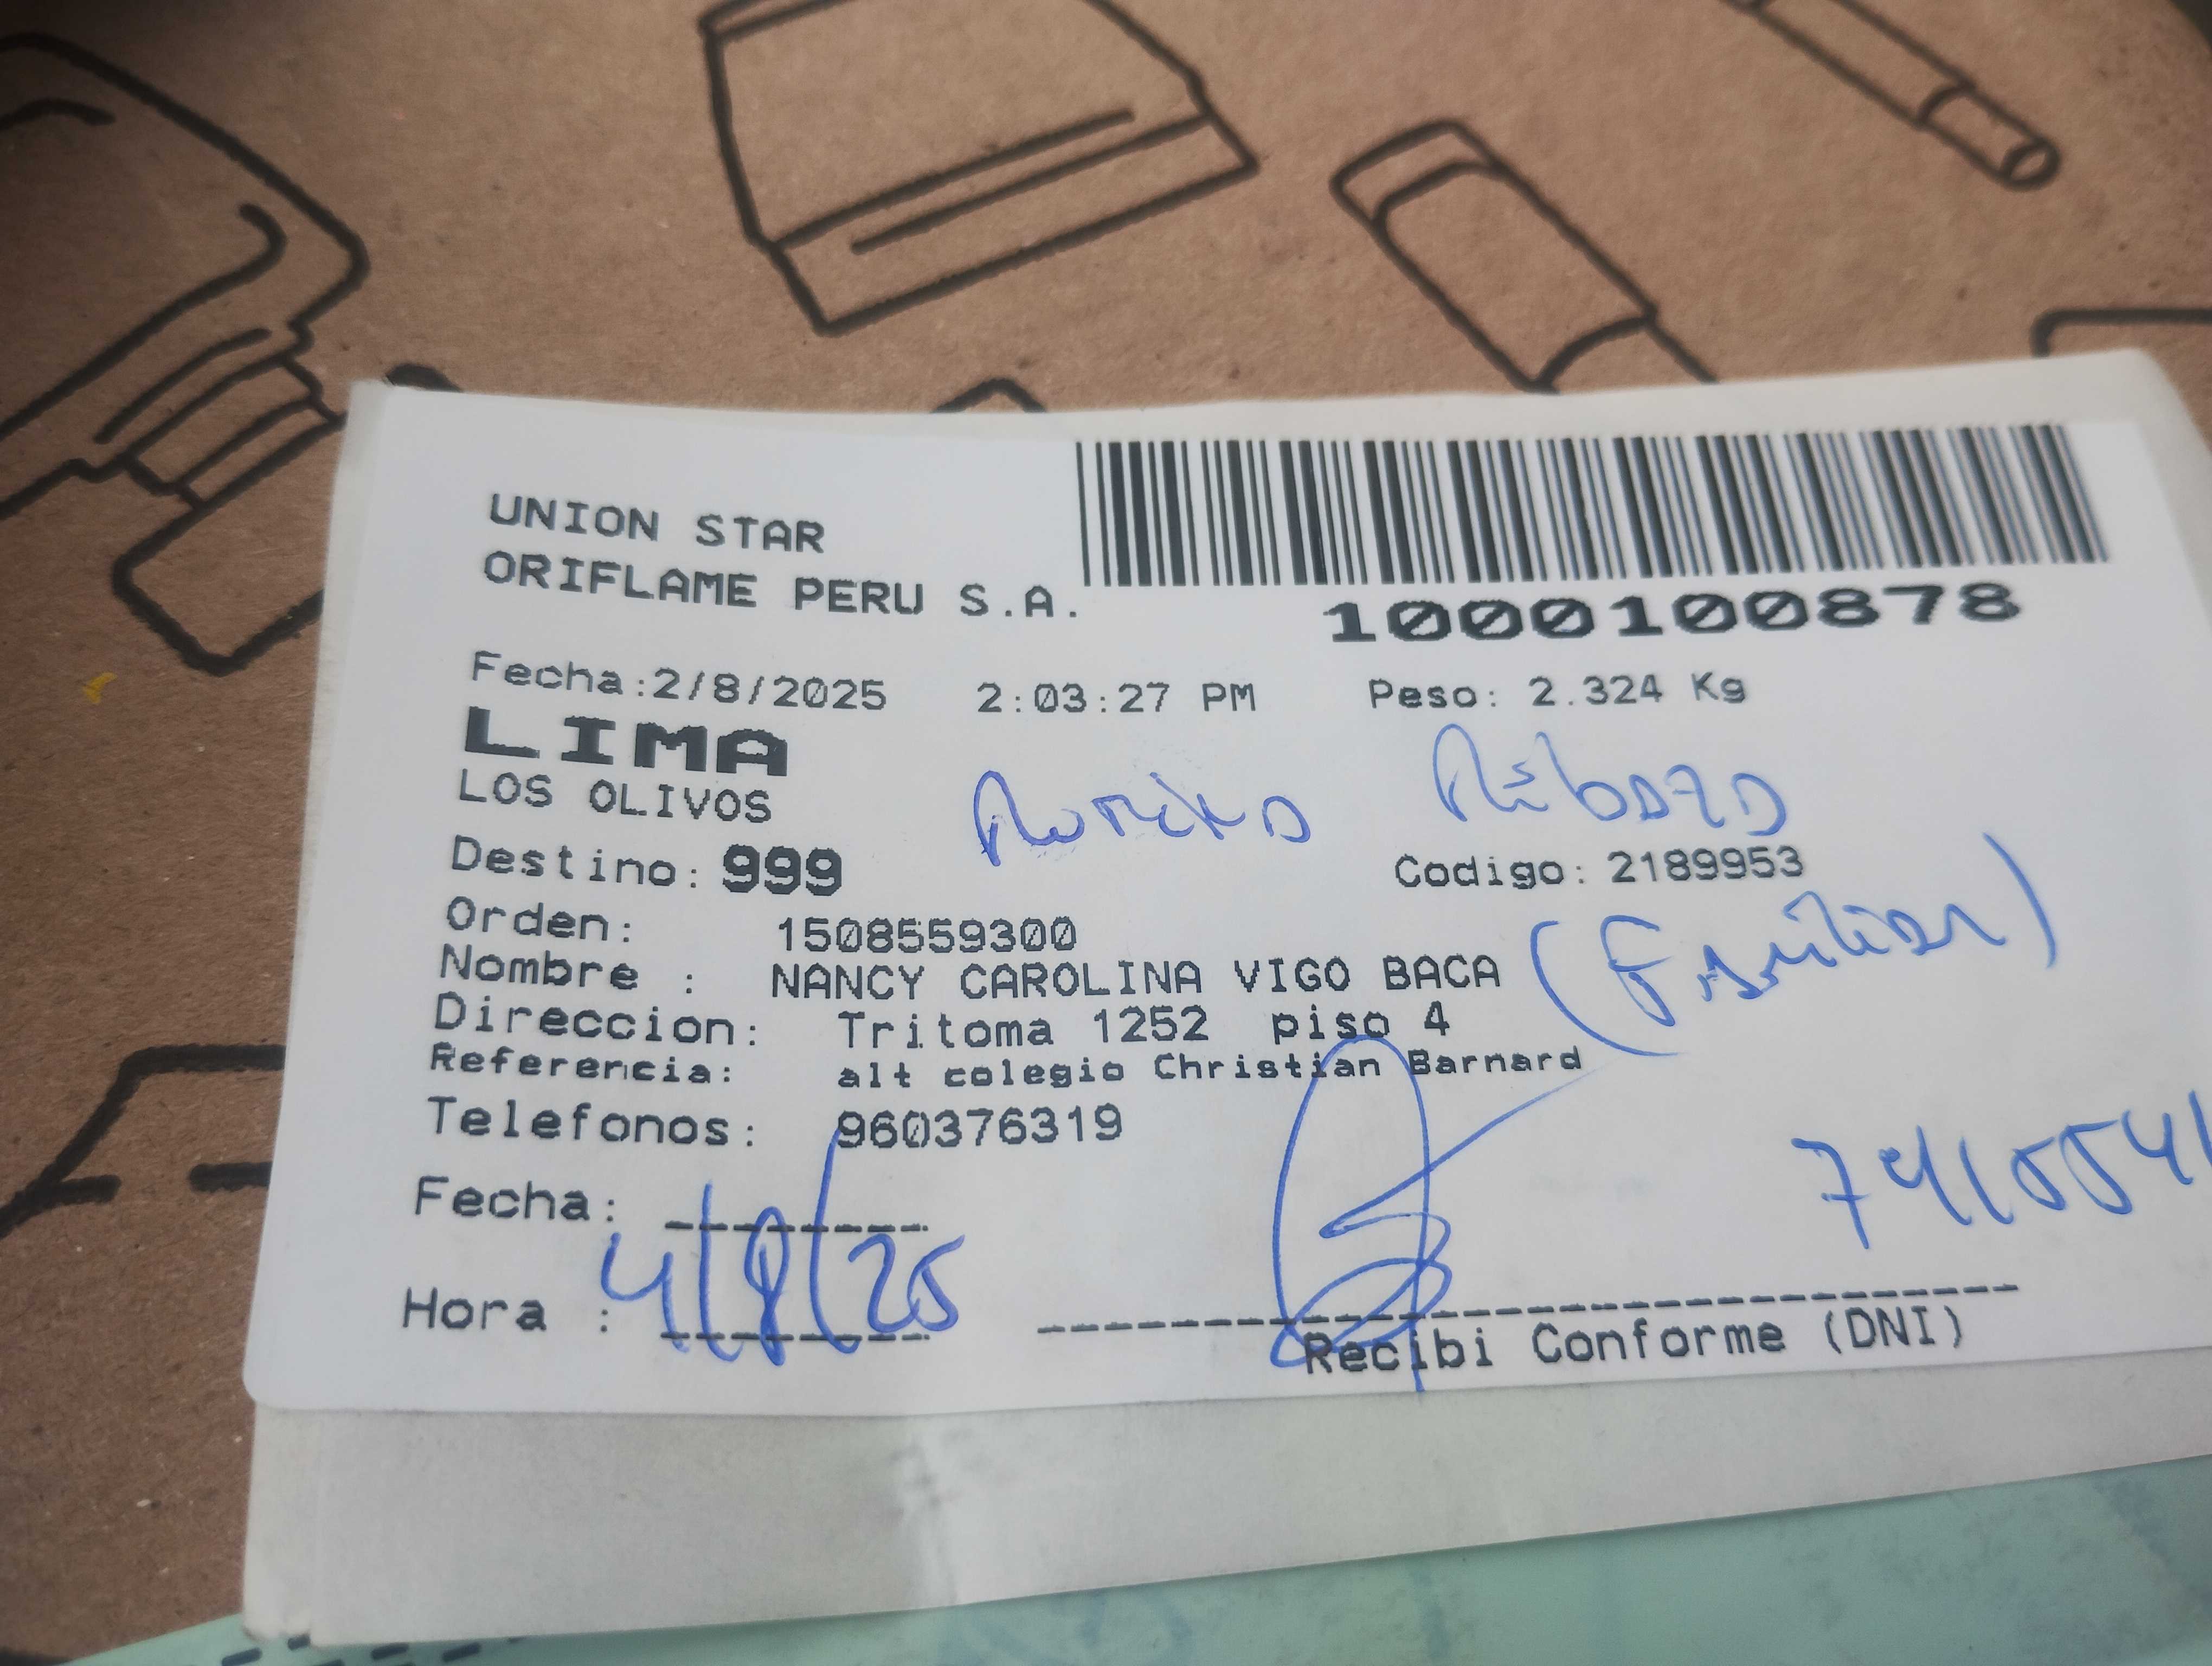 UNION STAR
ORIFLAME PERU S.A.
1000100878
Fecha:2/8/2025 2:03:27 PM Peso: 2.324 Kg
LIMA
LOS OLIVOS
Destino: 999 Codigo: 2189953
Orden: 1508559300
Nombre : NANCY CAROLINA VIGO BACA (Familiar)
Direccion: Tritoma 1252 piso 4
Referencia: alt colegio Christian Barnard
Telefonos: 960376319
Fecha: 4/8/25
Hora :
Recibi Conforme (DNI)